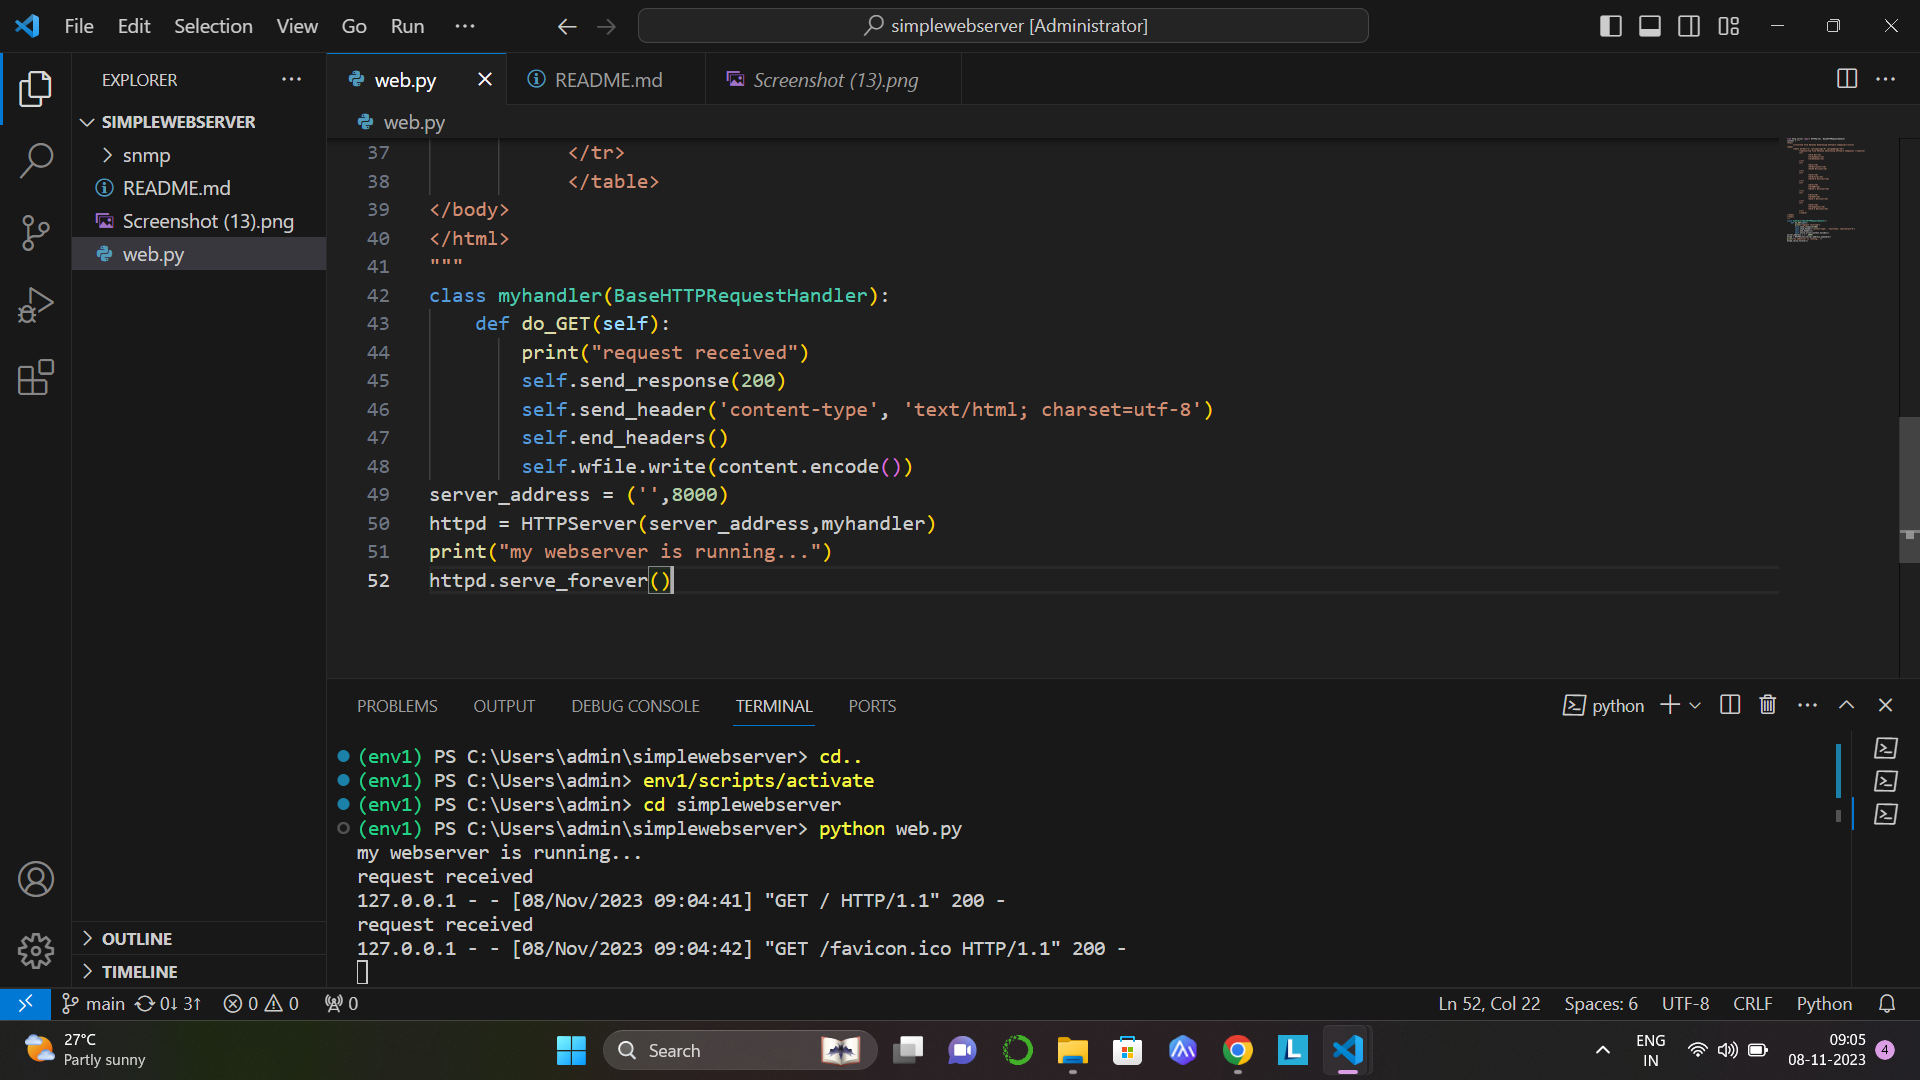 File Edit Selection View Go Run ···
simplewebserver [Administrator]
EXPLORER
SIMPLEWEBSERVER
snmp
README.md
Screenshot (13).png
web.py
OUTLINE
TIMELINE
web.py
README.md
Screenshot (13).png
web.py
37 </tr>
38 </table>
39 </body>
40 </html>
41 """
42 class myhandler(BaseHTTPRequestHandler):
43 def do_GET(self):
44 print("request received")
45 self.send_response(200)
46 self.send_header('content-type', 'text/html; charset=utf-8')
47 self.end_headers()
48 self.wfile.write(content.encode())
49 server_address = ('',8000)
50 httpd = HTTPServer(server_address,myhandler)
51 print("my webserver is running...")
52 httpd.serve_forever()
PROBLEMS OUTPUT DEBUG CONSOLE TERMINAL PORTS
python
(env1) PS C:\Users\admin\simplewebserver> cd..
(env1) PS C:\Users\admin> env1/scripts/activate
(env1) PS C:\Users\admin> cd simplewebserver
(env1) PS C:\Users\admin\simplewebserver> python web.py
my webserver is running...
request received
127.0.0.1 - - [08/Nov/2023 09:04:41] "GET / HTTP/1.1" 200 -
request received
127.0.0.1 - - [08/Nov/2023 09:04:42] "GET /favicon.ico HTTP/1.1" 200 -
main 0↓ 3↑ 0 0 0
Ln 52, Col 22 Spaces: 6 UTF-8 CRLF Python
27°C
Partly sunny
Search
L
ENG
IN
09:05
08-11-2023
4